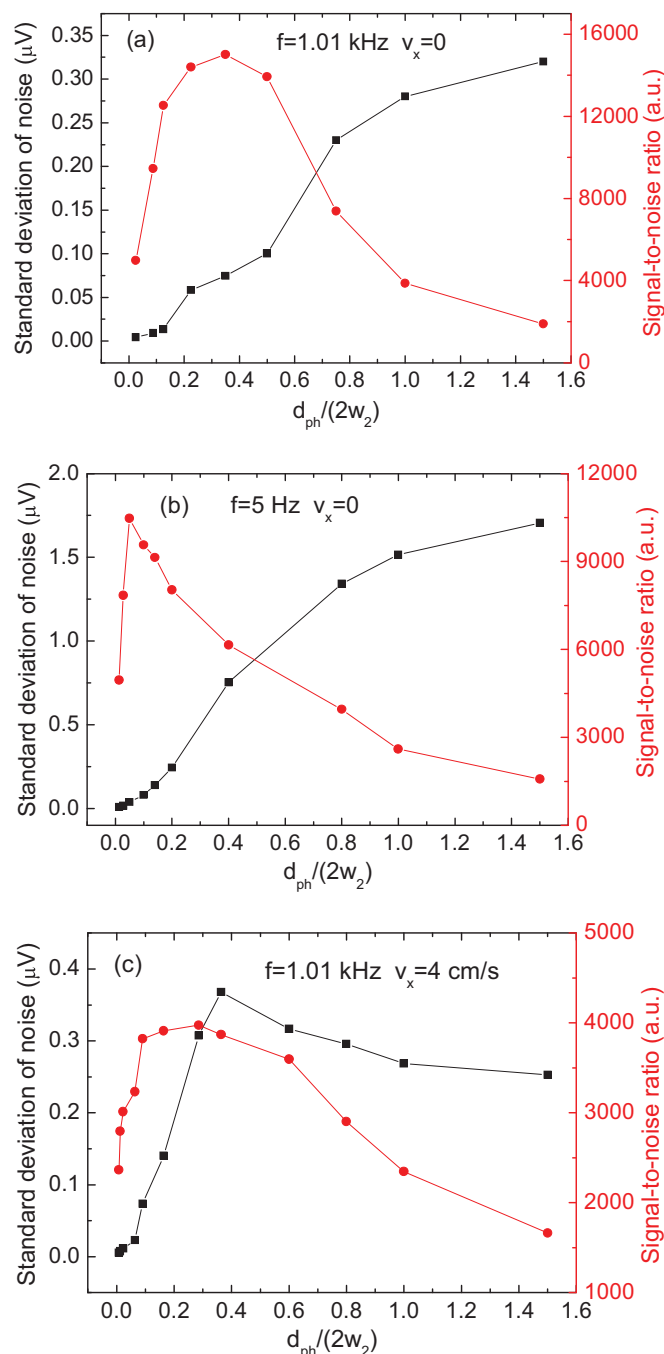 (a) f=1.01 kHz v_x=0
Standard deviation of noise (μV)
0.35
0.30
0.25
0.20
0.15
0.10
0.05
0.00
16000
12000
8000
4000
0
Signal-to-noise ratio (a.u.)
0.0 0.2 0.4 0.6 0.8 1.0 1.2 1.4 1.6
d_ph/(2w_2)
(b) f=5 Hz v_x=0
Standard deviation of noise (μV)
2.0
1.5
1.0
0.5
0.0
12000
9000
6000
3000
0
Signal-to-noise ratio (a.u.)
0.0 0.2 0.4 0.6 0.8 1.0 1.2 1.4 1.6
d_ph/(2w_2)
(c) f=1.01 kHz v_x=4 cm/s
Standard deviation of noise (μV)
0.4
0.3
0.2
0.1
0.0
5000
4000
3000
2000
1000
Signal-to-noise ratio (a.u.)
0.0 0.2 0.4 0.6 0.8 1.0 1.2 1.4 1.6
d_ph/(2w_2)